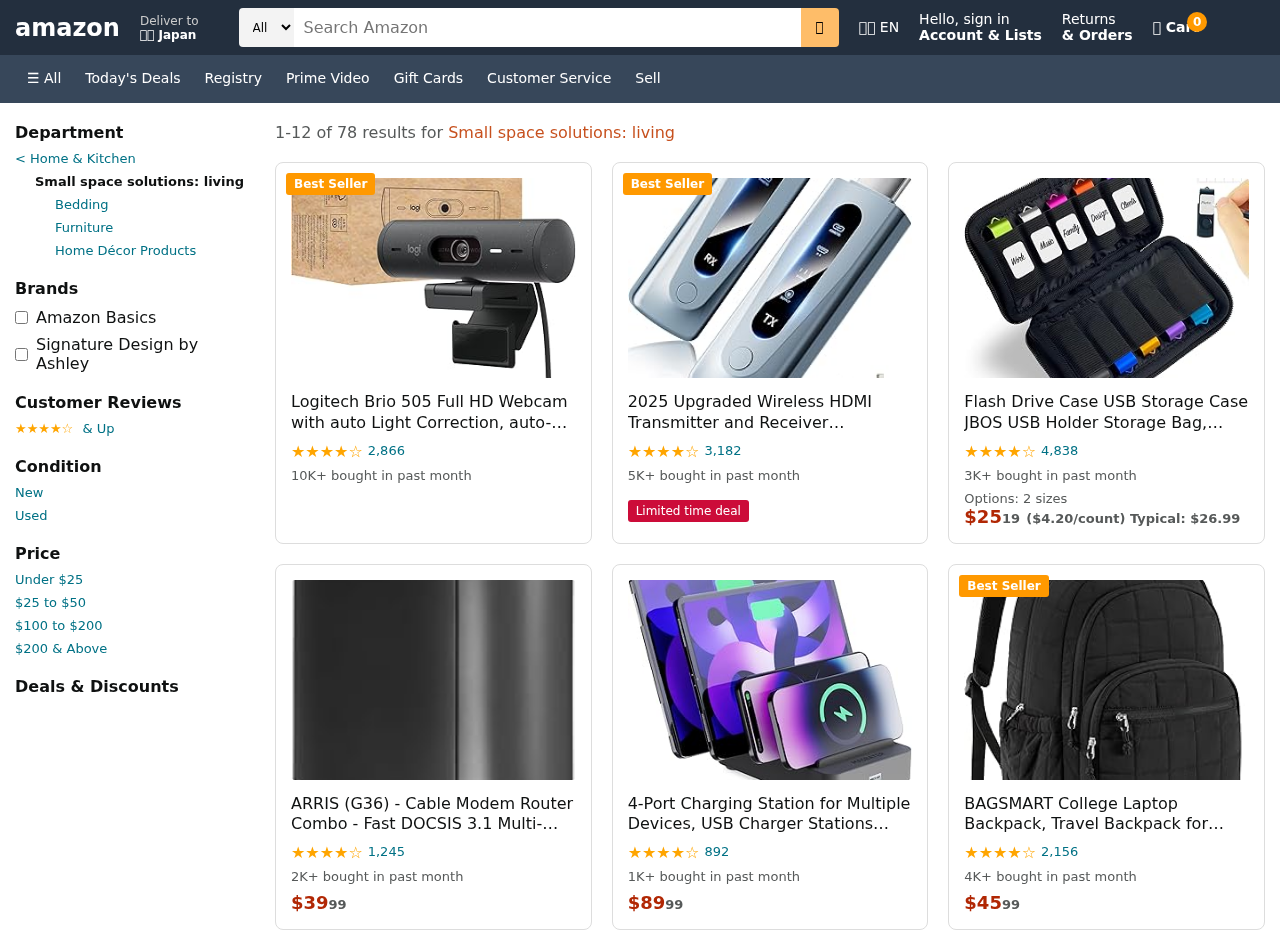 amazon
Deliver to
Japan
All
Search Amazon
EN
Hello, sign in
Account & Lists
Returns
& Orders
0
☰ All
Today's Deals
Registry
Prime Video
Gift Cards
Customer Service
Sell
Department
< Home & Kitchen
Small space solutions: living
Bedding
Furniture
Home Décor Products
Brands
Amazon Basics
Signature Design by
Ashley
Customer Reviews
★★★★☆ & Up
Condition
New
Used
Price
Under $25
$25 to $50
$100 to $200
$200 & Above
Deals & Discounts
1-12 of 78 results for Small space solutions: living
Best Seller
logi
logi
Logitech Brio 505 Full HD Webcam
with auto Light Correction, auto-...
★★★★☆ 2,866
10K+ bought in past month
Best Seller
RX
TX
2025 Upgraded Wireless HDMI
Transmitter and Receiver...
★★★★☆ 3,182
5K+ bought in past month
Limited time deal
Work
Music
Family
Design
Clients
Flash Drive Case USB Storage Case
JBOS USB Holder Storage Bag,...
★★★★☆ 4,838
3K+ bought in past month
Options: 2 sizes
$25 19 ($4.20/count) Typical: $26.99
ARRIS (G36) - Cable Modem Router
Combo - Fast DOCSIS 3.1 Multi-...
★★★★☆ 1,245
2K+ bought in past month
$39 99
4-Port Charging Station for Multiple
Devices, USB Charger Stations...
★★★★☆ 892
1K+ bought in past month
$89 99
Best Seller
BAGSMART College Laptop
Backpack, Travel Backpack for...
★★★★☆ 2,156
4K+ bought in past month
$45 99